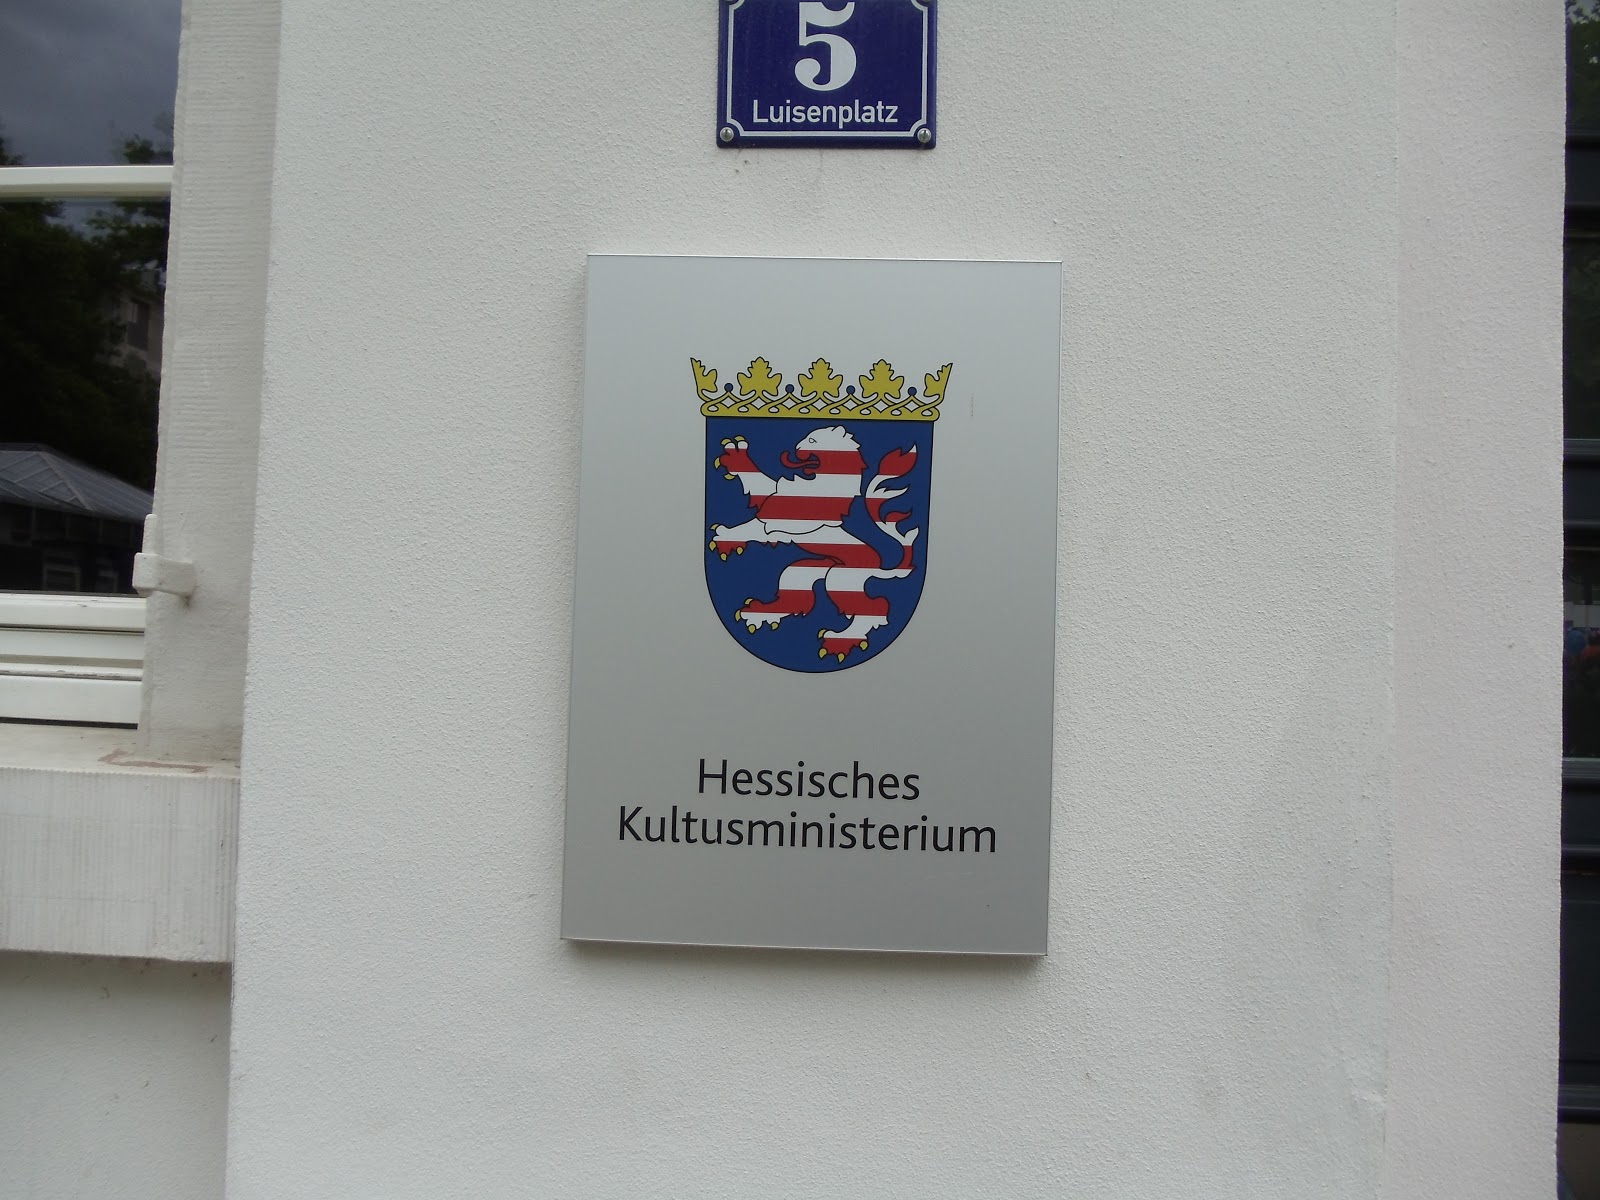 5
Luisenplatz
Hessisches
Kultusministerium